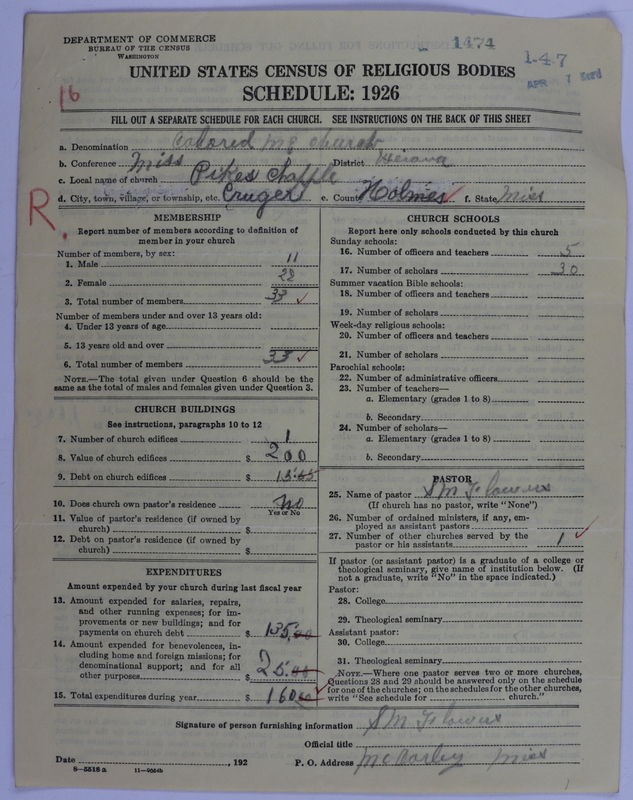 DEPARTMENT OF COMMERCE
BUREAU OF THE CENSUS
WASHINGTON
1474
1-47
APR
16
UNITED STATES CENSUS OF RELIGIOUS BODIES
SCHEDULE: 1926
FILL OUT A SEPARATE SCHEDULE FOR EACH CHURCH. SEE INSTRUCTIONS ON THE BACK OF THIS SHEET
a. Denomination Colored M E Church
b. Conference Miss District
c. Local name of church Pikes Chapple
d. City, town, village, or township, etc. Cruger e. County Holmes f. State Miss
R.
MEMBERSHIP
Report number of members according to definition of member in your church
Number of members, by sex:
1. Male 11
2. Female 22
3. Total number of members 33
Number of members under and over 13 years old:
4. Under 13 years of age
5. 13 years old and over
6. Total number of members 33
NOTE.—The total given under Question 6 should be the same as the total of males and females given under Question 3.
CHURCH BUILDINGS
See instructions, paragraphs 10 to 12
7. Number of church edifices 1
8. Value of church edifices $ 200
9. Debt on church edifices $
10. Does church own pastor's residence No
Yes or No
11. Value of pastor's residence (if owned by church) $
12. Debt on pastor's residence (if owned by church) $
EXPENDITURES
Amount expended by your church during last fiscal year
13. Amount expended for salaries, repairs, and other running expenses; for improvements or new buildings; and for payments on church debt $ 135.00
14. Amount expended for benevolences, including home and foreign missions; for denominational support; and for all other purposes $ 25.00
15. Total expenditures during year $ 160.00
CHURCH SCHOOLS
Report here only schools conducted by this church
Sunday schools:
16. Number of officers and teachers 5
17. Number of scholars 30
Summer vacation Bible schools:
18. Number of officers and teachers
19. Number of scholars
Week-day religious schools:
20. Number of officers and teachers
21. Number of scholars
Parochial schools:
22. Number of administrative officers
23. Number of teachers—
a. Elementary (grades 1 to 8)
b. Secondary
24. Number of scholars—
a. Elementary (grades 1 to 8)
b. Secondary
PASTOR
25. Name of pastor S M Flowers
(If church has no pastor, write "None")
26. Number of ordained ministers, if any, employed as assistant pastors
27. Number of other churches served by the pastor or his assistants 1
If pastor (or assistant pastor) is a graduate of a college or theological seminary, give name of institution below. (If not a graduate, write "No" in the space indicated.)
Pastor:
28. College
29. Theological seminary
Assistant pastor:
30. College
31. Theological seminary
NOTE.—Where one pastor serves two or more churches, Questions 28 and 29 should be answered only on the schedule for one of the churches; on the schedules for the other churches, write "See schedule for church."
Signature of person furnishing information S M Flowers
Official title
Date , 192 P. O. Address Miss
8—5518 a 11—9054b